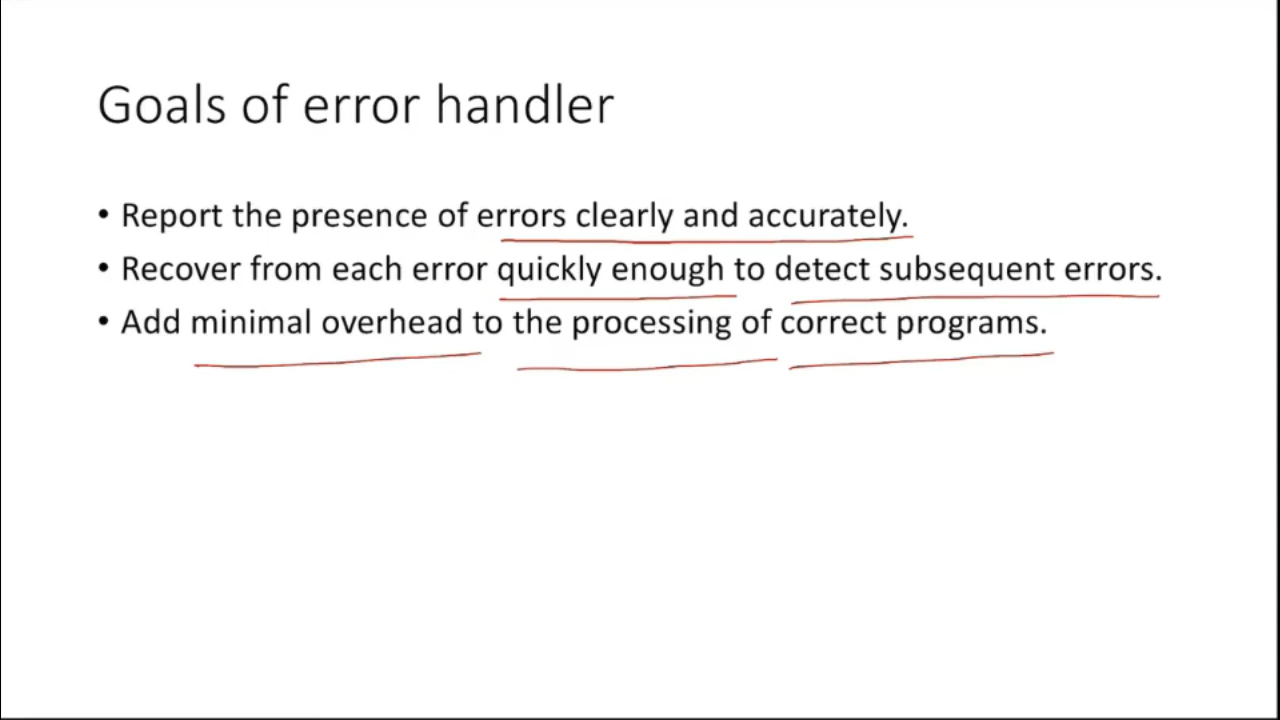 Goals of error handler
• Report the presence of errors clearly and accurately.
• Recover from each error quickly enough to detect subsequent errors.
• Add minimal overhead to the processing of correct programs.